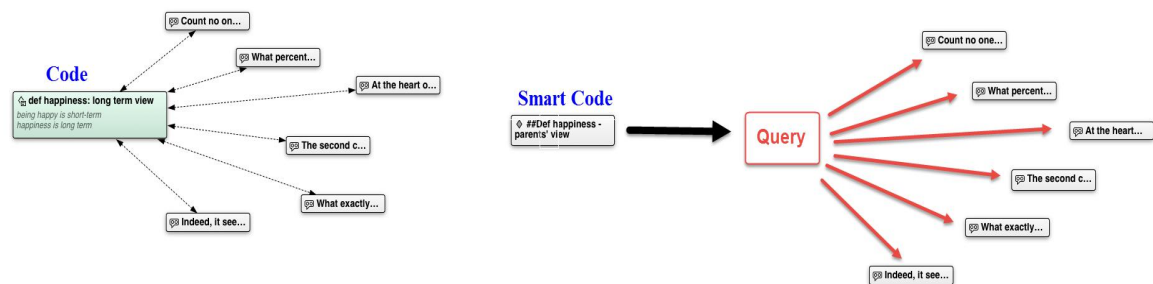 Code
def happiness: long term view
being happy is short-term
happiness is long term
Count no on...
What percent...
At the heart o...
The second c...
What exactly...
Indeed, it see...
Smart Code
##Def happiness -
parents' view
Query
Count no one...
What percent...
At the heart...
The second c...
What exactly...
Indeed, it see...